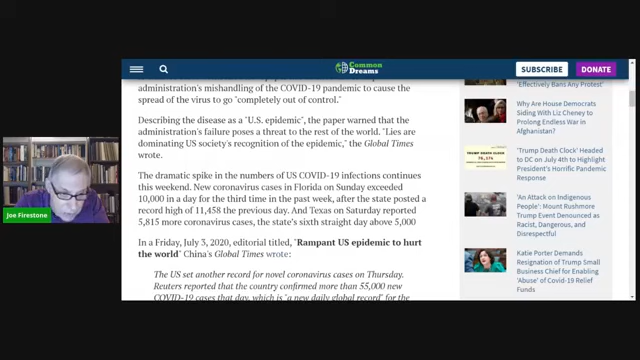 Common
Dreams
SUBSCRIBE
DONATE
administration's mishandling of the COVID-19 pandemic to cause the
spread of the virus to go "completely out of control."
Describing the disease as a "U.S. epidemic", the paper warned that the
administration's failure poses a threat to the rest of the world. "Lies are
dominating US society's recognition of the epidemic," the Global Times
wrote.
The dramatic spike in the numbers of US COVID-19 infections continues
this weekend. New coronavirus cases in Florida on Sunday exceeded
10,000 in a day for the third time in the past week, after the state posted a
record high of 11,458 the previous day. And Texas on Saturday reported
5,815 more coronavirus cases, the state's sixth straight day above 5,000
In a Friday, July 3, 2020, editorial titled, "Rampant US epidemic to hurt
the world" China's Global Times wrote:
The US set another record for novel coronavirus cases on Thursday.
Reuters reported that the country confirmed more than 55,000 new
COVID-19 cases that day, which is "a new daily global record" for the
'Effectively Bans Any Protest'
Why Are House Democrats
Siding With Liz Cheney to
Prolong Endless War in
Afghanistan?
'Trump Death Clock' Headed
to DC on July 4th to Highlight
President's Horrific Pandemic
Response
'An Attack on Indigenous
People': Mount Rushmore
Trump Event Denounced as
Racist, Dangerous, and
Disrespectful
Katie Porter Demands
Resignation of Trump Small
Business Chief for Enabling
'Abuse' of Covid-19 Relief
Funds
Joe Firestone